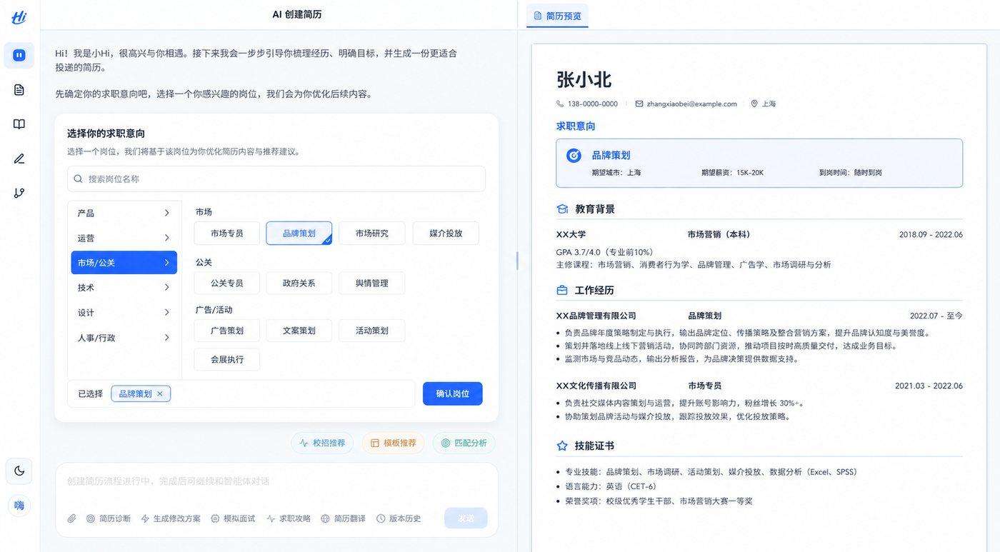 Hi
AI 创建简历
简历预览
Hi！我是小Hi，很高兴与你相遇。接下来我会一步步引导你梳理经历、明确目标，并生成一份更适合
投递的简历。
先确定你的求职意向吧，选择一个你感兴趣的岗位，我们会为你优化后续内容。
选择你的求职意向
选择一个岗位，我们将基于该岗位为你优化简历内容与推荐建议。
搜索岗位名称
产品
运营
市场/公关
技术
设计
人事/行政
市场
市场专员 品牌策划 市场研究 媒介投放
公关
公关专员 政府关系 舆情管理
广告/活动
广告策划 文案策划 活动策划
会展执行
已选择 品牌策划 ×
确认岗位
校招推荐 模板推荐 匹配分析
创建简历流程进行中，完成后可继续和智能体对话
简历诊断 生成修改方案 模拟面试 求职攻略 简历翻译 版本历史 发送
嗨
张小北
138-0000-0000 zhangxiaobei@example.com 上海
求职意向
品牌策划
期望城市：上海 期望薪资：15K-20K 到岗时间：随时到岗
教育背景
XX大学 市场营销（本科） 2018.09 - 2022.06
GPA 3.7/4.0（专业前10%）
主修课程：市场营销、消费者行为学、品牌管理、广告学、市场调研与分析
工作经历
XX品牌管理有限公司 品牌策划 2022.07 - 至今
• 负责品牌年度策略制定与执行，输出品牌定位、传播策略及整合营销方案，提升品牌认知度与美誉度。
• 策划并落地线上线下营销活动，协同跨部门资源，推动项目按时高质量交付，达成业务目标。
• 监测市场与竞品动态，输出分析报告，为品牌决策提供数据支持。
XX文化传播有限公司 市场专员 2021.03 - 2022.06
• 负责社交媒体内容策划与运营，提升账号影响力，粉丝增长 30%+。
• 协助策划品牌活动与媒介投放，跟踪投放效果，优化投放策略。
技能证书
• 专业技能：品牌策划、市场调研、活动策划、媒介投放、数据分析（Excel、SPSS）
• 语言能力：英语（CET-6）
• 荣誉奖项：校级优秀学生干部、市场营销大赛一等奖